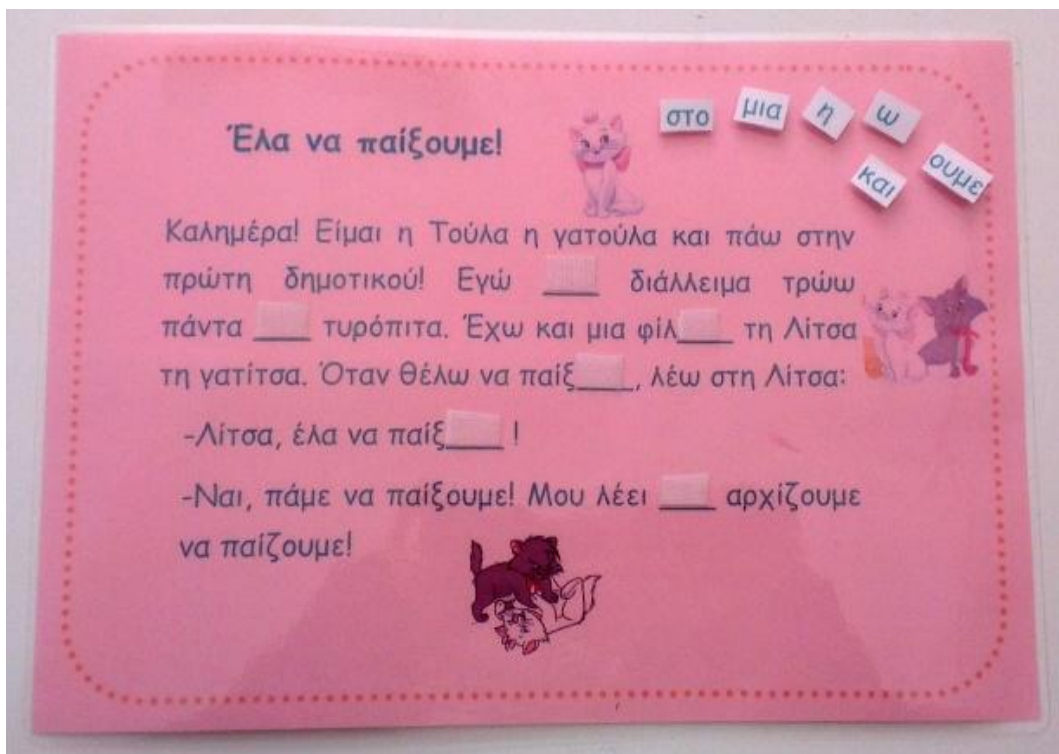 Έλα να παίξουμε!
στο μια η ω
και ουμε
Καλημέρα! Είμαι η Τούλα η γατούλα και πάω στην
πρώτη δημοτικού! Εγώ ___ διάλλειμα τρώω
πάντα ___ τυρόπιτα. Έχω και μια φίλ___ τη Λίτσα
τη γατίτσα. Όταν θέλω να παίξ___, λέω στη Λίτσα:
-Λίτσα, έλα να παίξ___ !
-Ναι, πάμε να παίξουμε! Μου λέει ___ αρχίζουμε
να παίζουμε!